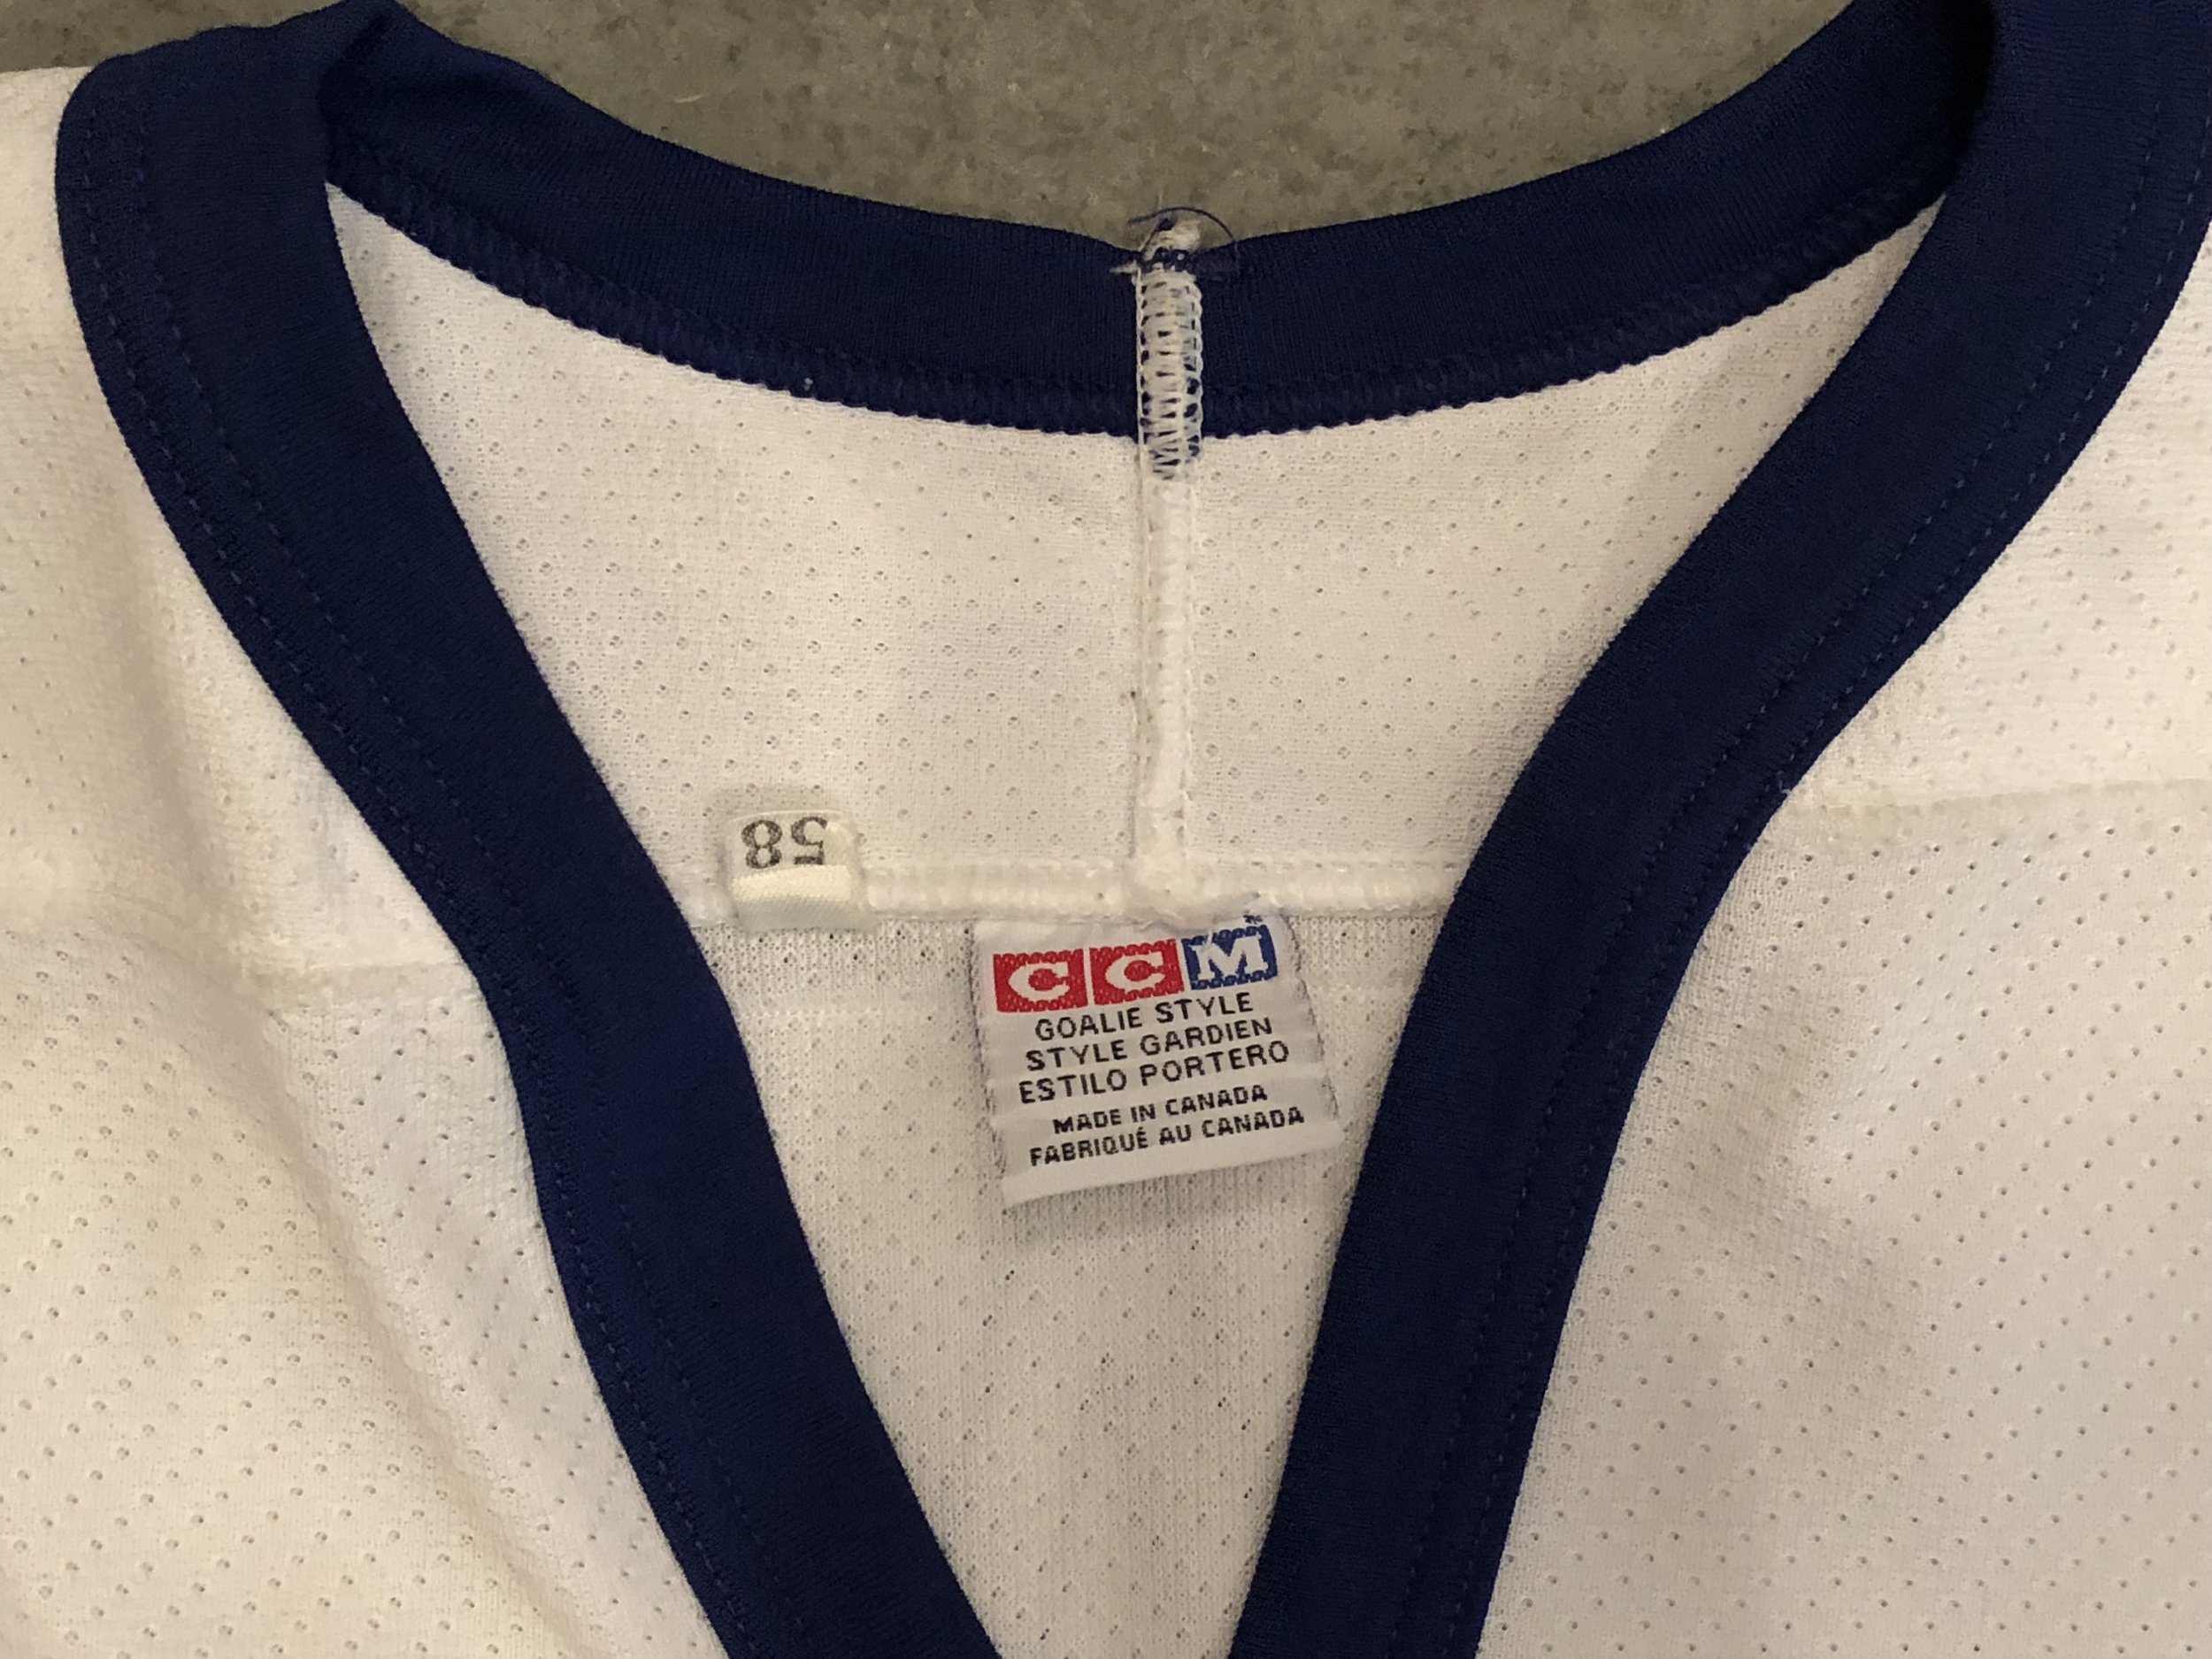 58
CCM
GOALIE STYLE
STYLE GARDIEN
ESTILO PORTERO
MADE IN CANADA
FABRIQUÉ AU CANADA